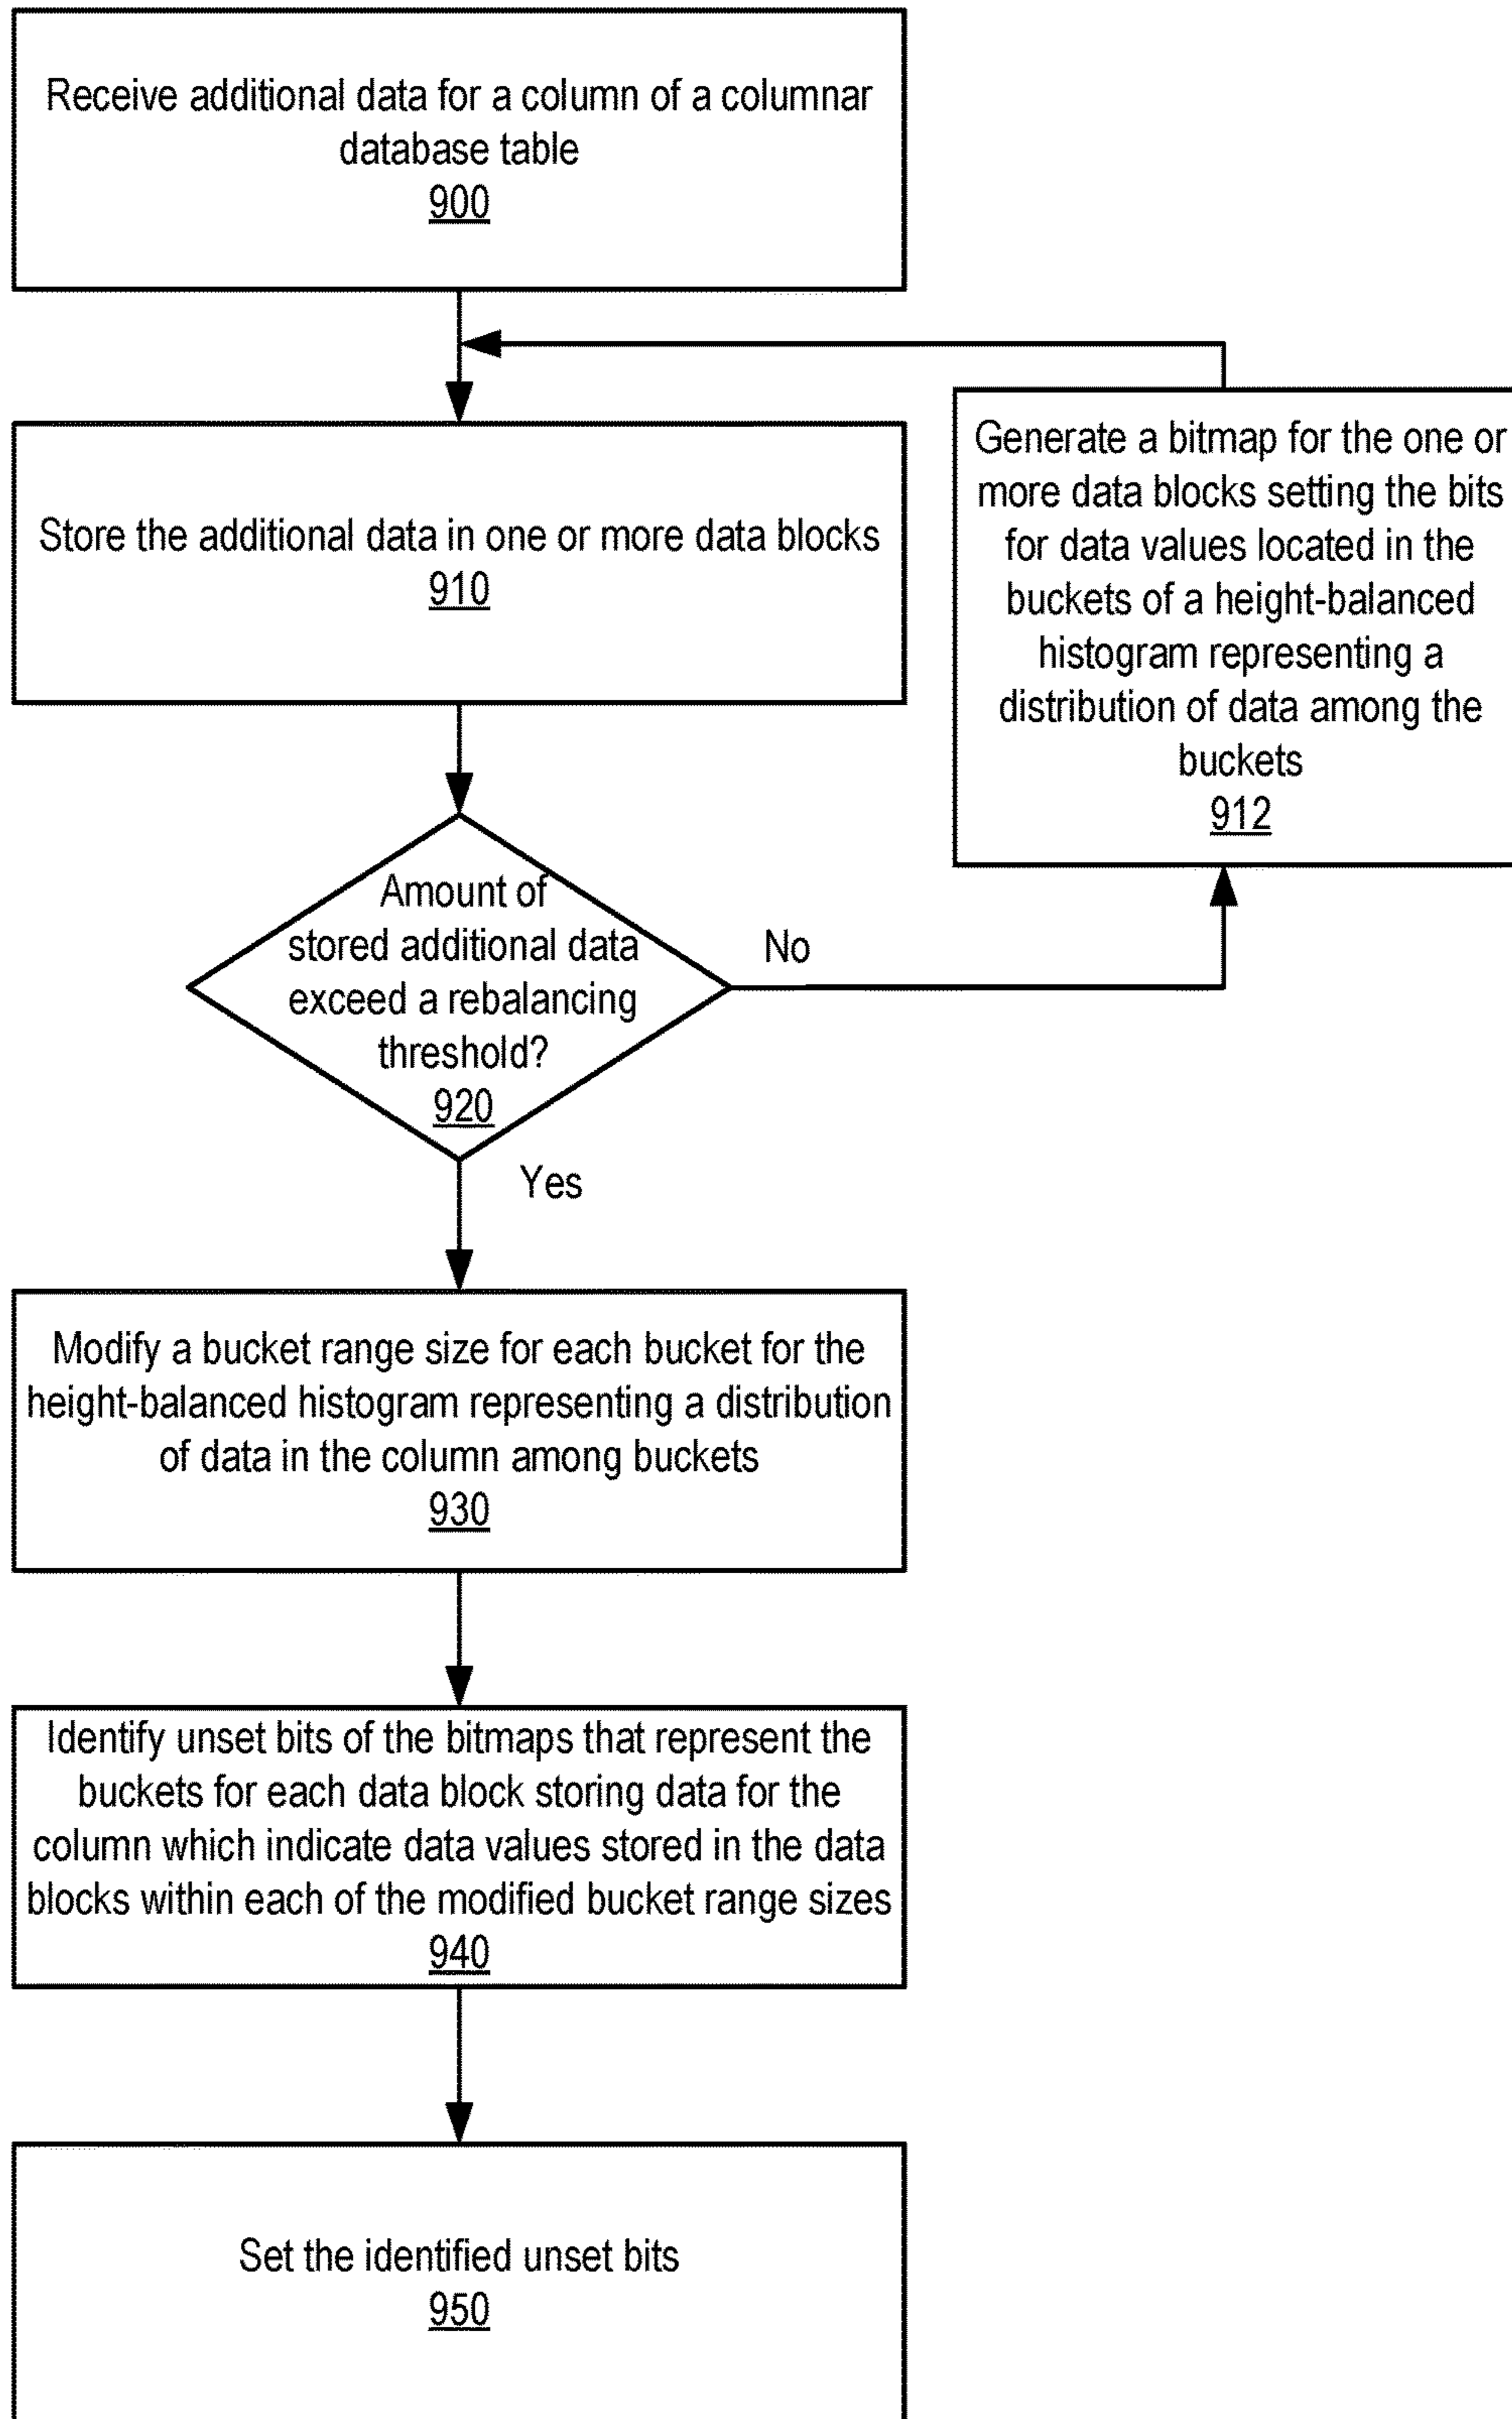 Receive additional data for a column of a columnar
database table
900
Store the additional data in one or more data blocks
910
Generate a bitmap for the one or
more data blocks setting the bits
for data values located in the
buckets of a height-balanced
histogram representing a
distribution of data among the
buckets
912
Amount of
stored additional data
exceed a rebalancing
threshold?
920
No
Yes
Modify a bucket range size for each bucket for the
height-balanced histogram representing a distribution
of data in the column among buckets
930
Identify unset bits of the bitmaps that represent the
buckets for each data block storing data for the
column which indicate data values stored in the data
blocks within each of the modified bucket range sizes
940
Set the identified unset bits
950